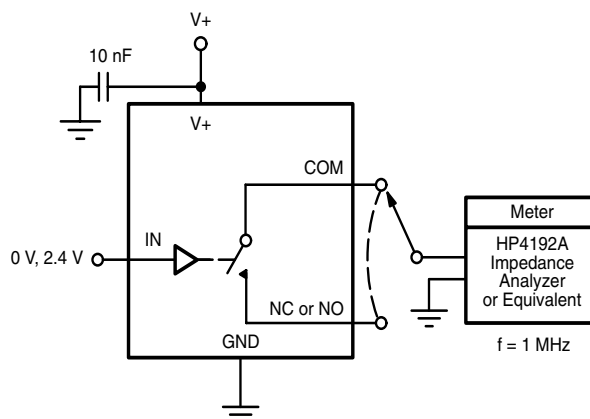 V+
10 nF
V+
COM
Meter
IN
0 V, 2.4 V
HP4192A
Impedance
Analyzer
or Equivalent
NC or NO
GND
f = 1 MHz